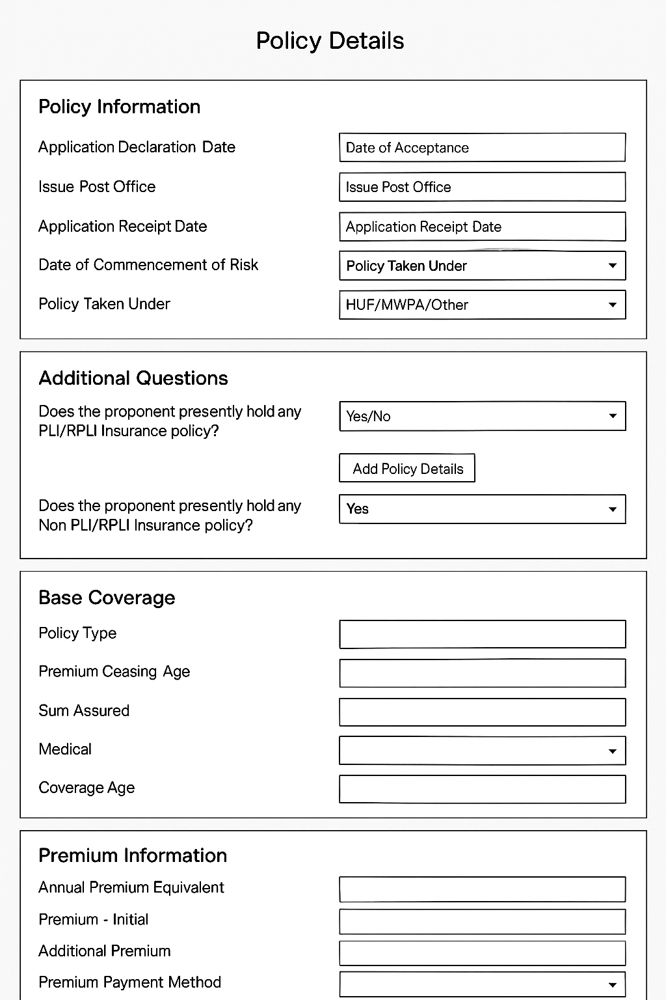 Policy Details
Policy Information
Application Declaration Date
Date of Acceptance
Issue Post Office
Issue Post Office
Application Receipt Date
Application Receipt Date
Date of Commencement of Risk
Policy Taken Under
Policy Taken Under
HUF/MWPA/Other
Additional Questions
Does the proponent presently hold any
PLI/RPLI Insurance policy?
Yes/No
Add Policy Details
Does the proponent presently hold any
Non PLI/RPLI Insurance policy?
Yes
Base Coverage
Policy Type
Premium Ceasing Age
Sum Assured
Medical
Coverage Age
Premium Information
Annual Premium Equivalent
Premium - Initial
Additional Premium
Premium Payment Method